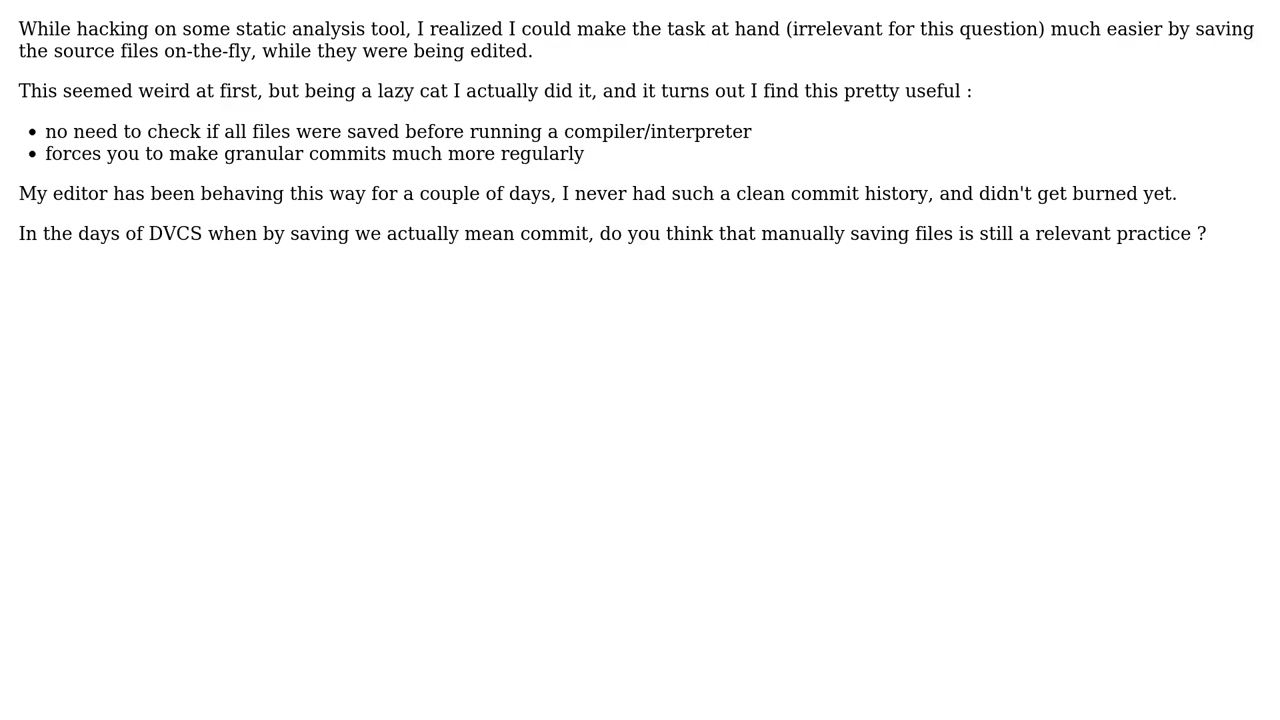 While hacking on some static analysis tool, I realized I could make the task at hand (irrelevant for this question) much easier by saving
the source files on-the-fly, while they were being edited.
This seemed weird at first, but being a lazy cat I actually did it, and it turns out I find this pretty useful :
• no need to check if all files were saved before running a compiler/interpreter
• forces you to make granular commits much more regularly
My editor has been behaving this way for a couple of days, I never had such a clean commit history, and didn't get burned yet.
In the days of DVCS when by saving we actually mean commit, do you think that manually saving files is still a relevant practice ?